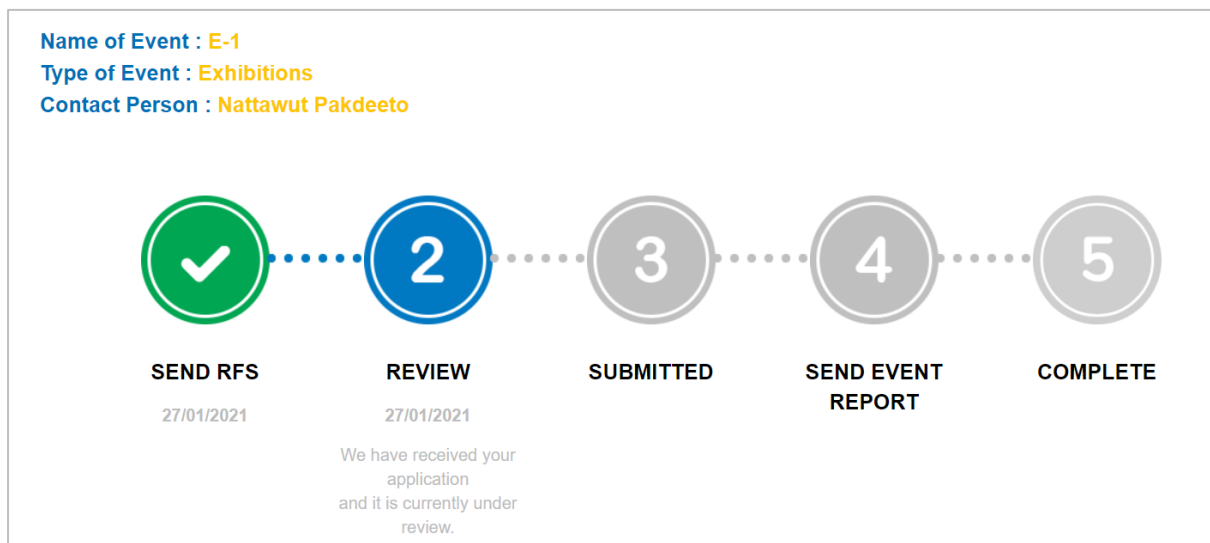 Name of Event : E-1
Type of Event : Exhibitions
Contact Person : Nattawut Pakdeeto
2
3
4
5
SEND RFS
REVIEW
SUBMITTED
SEND EVENT
REPORT
COMPLETE
27/01/2021
27/01/2021
We have received your
application
and it is currently under
review.